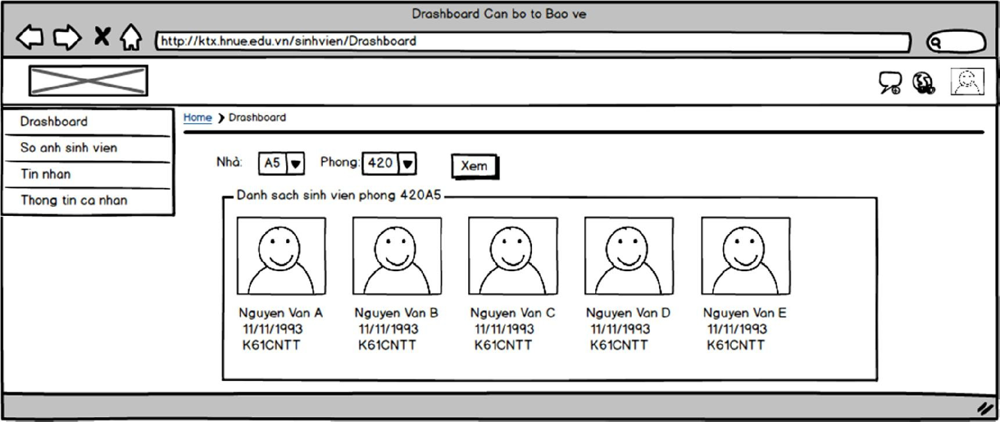 Drashboard Can bo to Bao ve
http://ktx.hnue.edu.vn/sinhvien/Drashboard
Drashboard
So anh sinh vien
Tin nhan
Thong tin ca nhan
Home ❯ Drashboard
Nhà: A5 Phong: 420 Xem
Danh sach sinh vien phong 420A5
Nguyen Van A Nguyen Van B Nguyen Van C Nguyen Van D Nguyen Van E
11/11/1993 11/11/1993 11/11/1993 11/11/1993 11/11/1993
K61CNTT K61CNTT K61CNTT K61CNTT K61CNTT